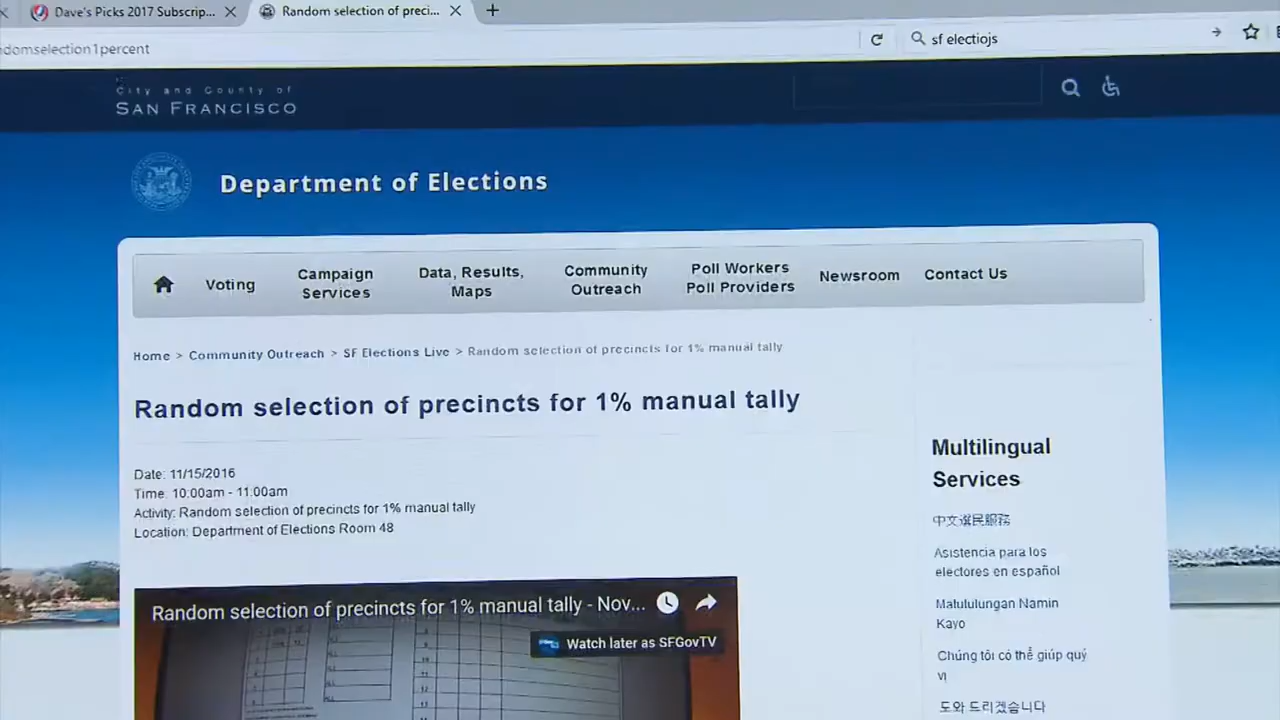 Dave's Picks 2017 Subscrip...
Random selection of preci...
domselection1percent
sf electiojs
City and County of
SAN FRANCISCO
Department of Elections
Voting
Campaign
Services
Data, Results,
Maps
Community
Outreach
Poll Workers
Poll Providers
Newsroom
Contact Us
Home > Community Outreach > SF Elections Live > Random selection of precincts for 1% manual tally
Random selection of precincts for 1% manual tally
Date: 11/15/2016
Time: 10:00am - 11:00am
Activity: Random selection of precincts for 1% manual tally
Location: Department of Elections Room 48
Random selection of precincts for 1% manual tally - Nov...
Watch later as SFGovTV
Multilingual
Services
中文選民服務
Asistencia para los
electores en español
Matulungan Namin
Kayo
Chúng tôi có thể giúp quý
vị
도와 드리겠습니다